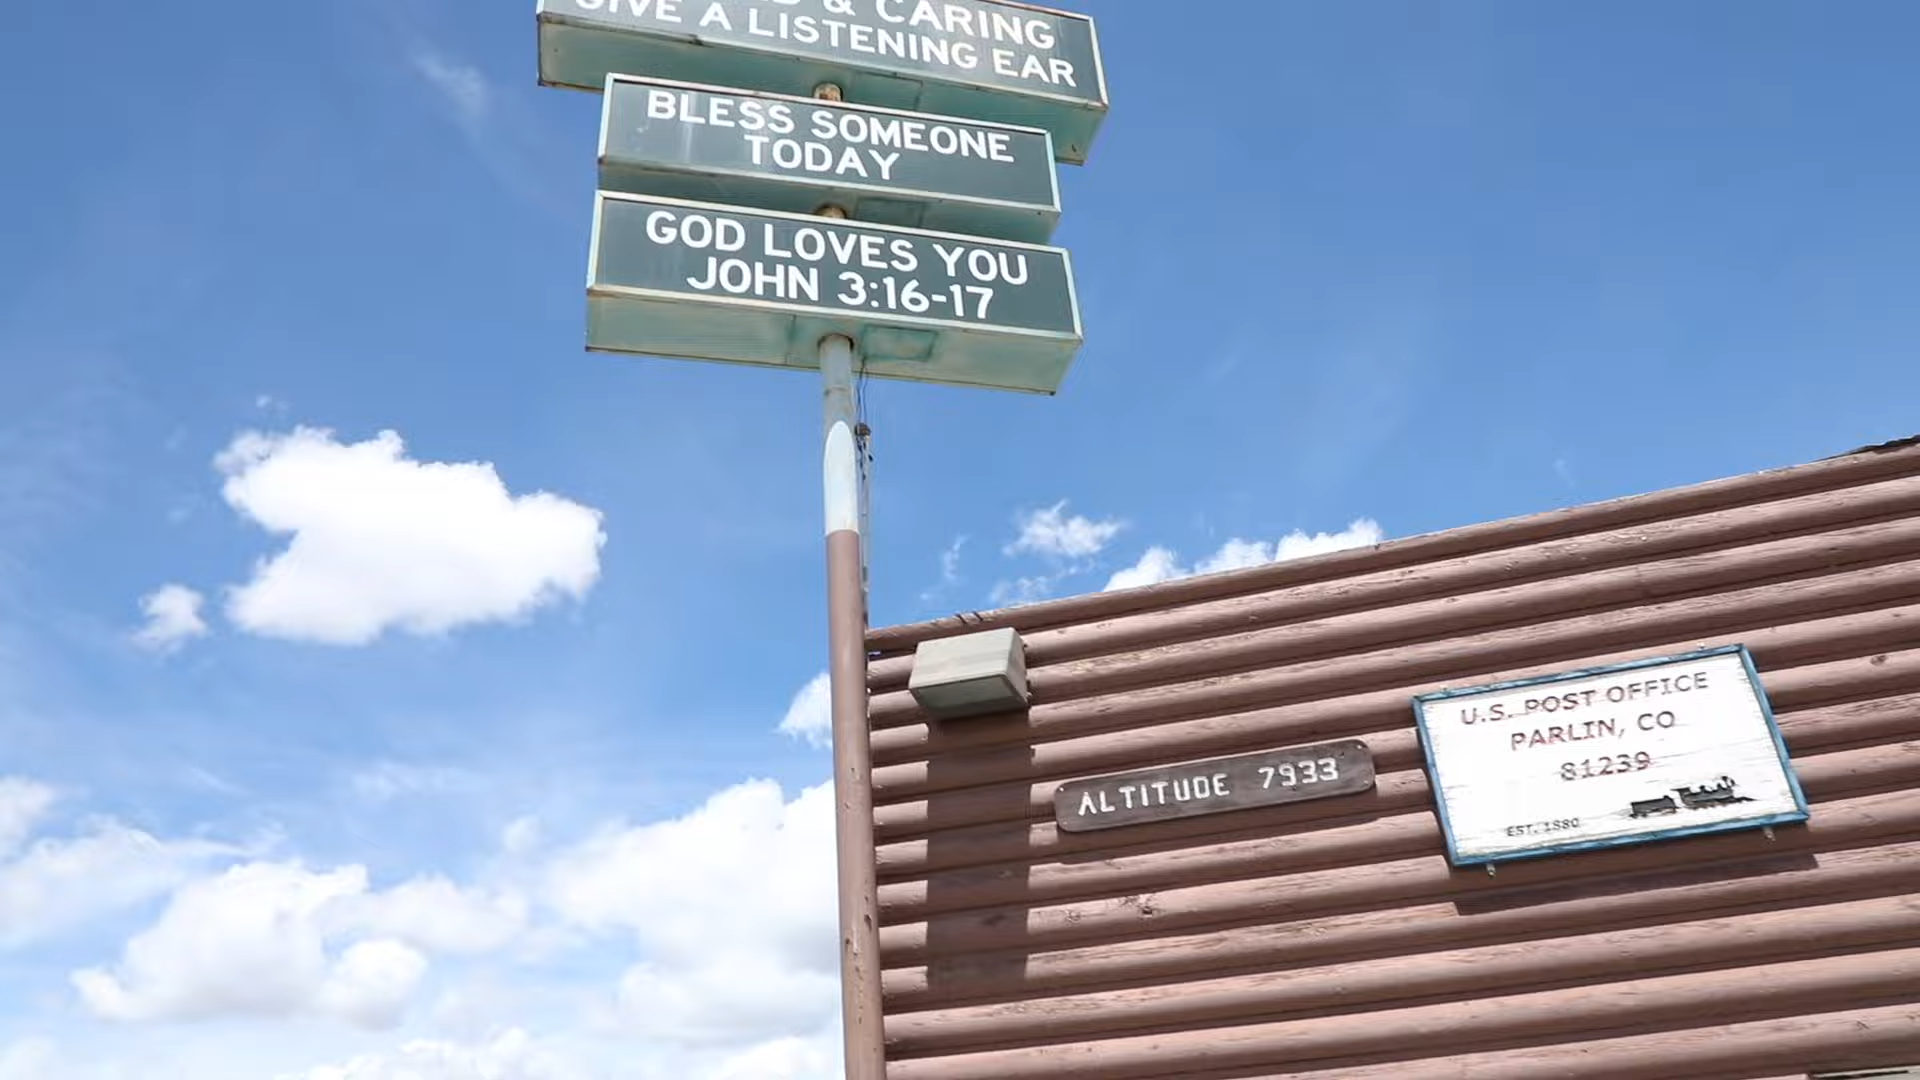 & CARING
GIVE A LISTENING EAR
BLESS SOMEONE
TODAY
GOD LOVES YOU
JOHN 3:16-17
ALTITUDE 7933
U.S. POST OFFICE
PARLIN, CO
81239
EST. 1880